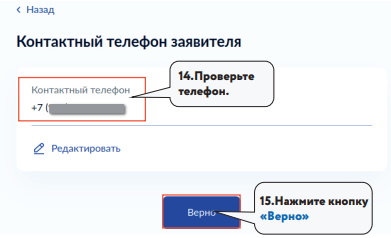 ‹ Назад
Контактный телефон заявителя
14.Проверьте
телефон.
Контактный телефон
+7 (
Редактировать
Верно
15.Нажмите кнопку
«Верно»